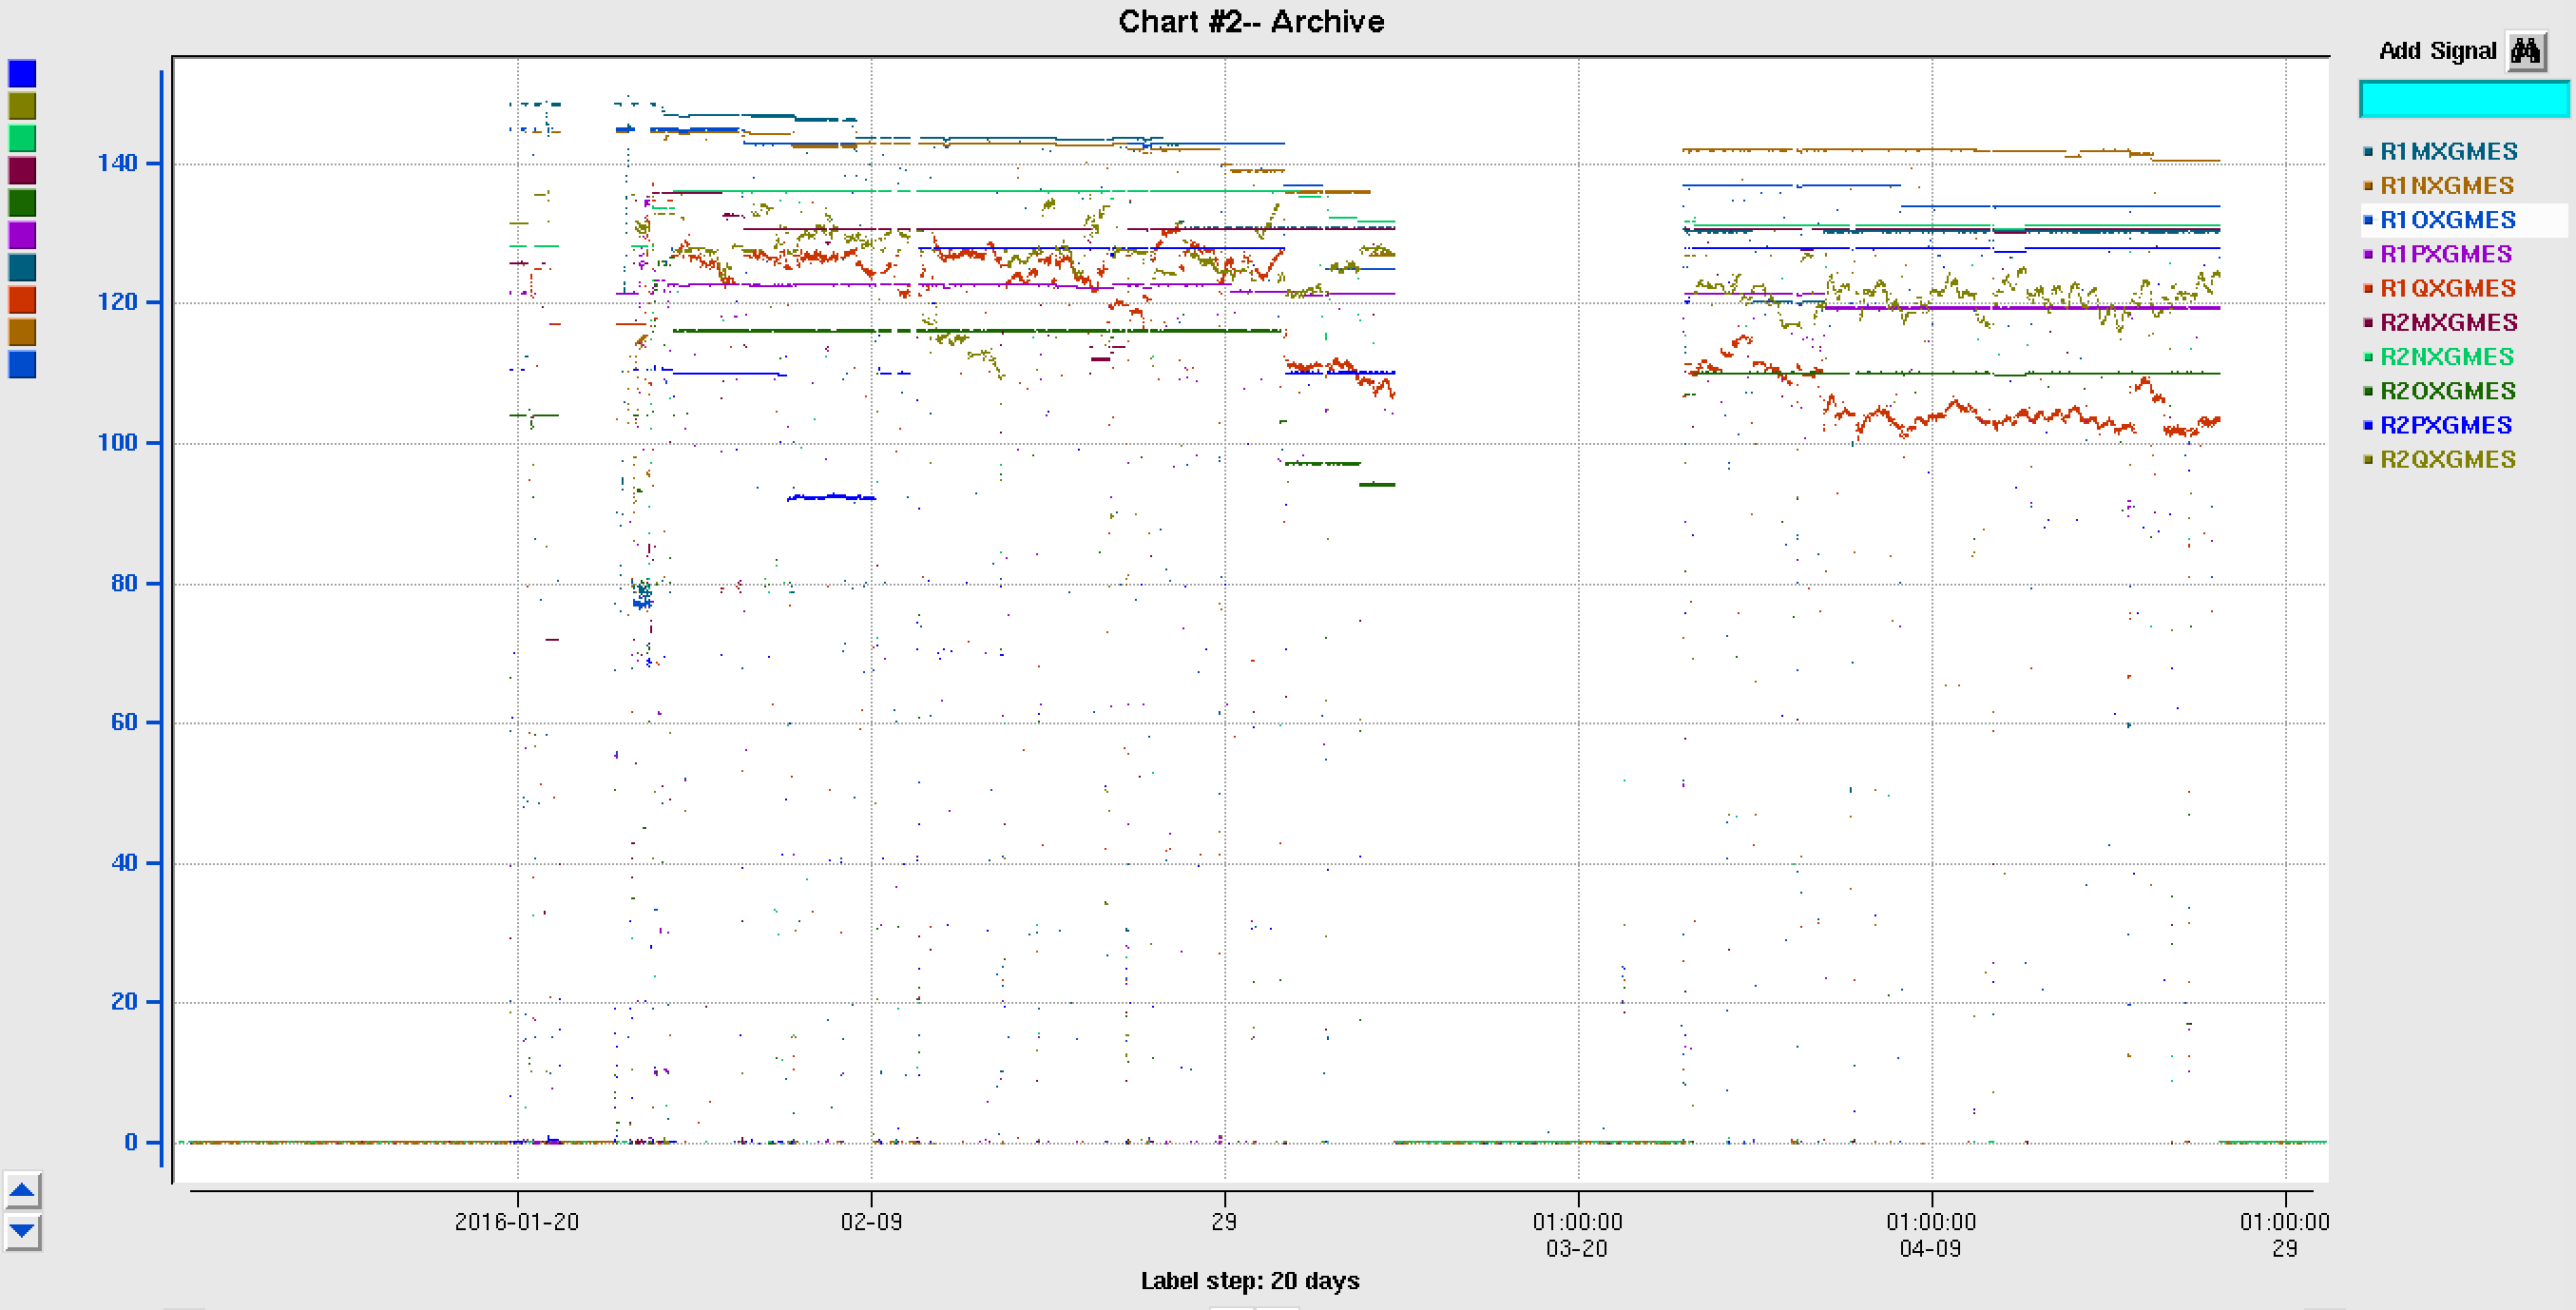 Chart #2-- Archive
Add Signal
R1MXGMES
R1NXGMES
R1OXGMES
R1PXGMES
R1QXGMES
R2MXGMES
R2NXGMES
R2OXGMES
R2PXGMES
R2QXGMES
140
120
100
80
60
40
20
0
2016-01-20 02-09 29 01:00:00 01:00:00 01:00:00
03-20 04-09 29
Label step: 20 days